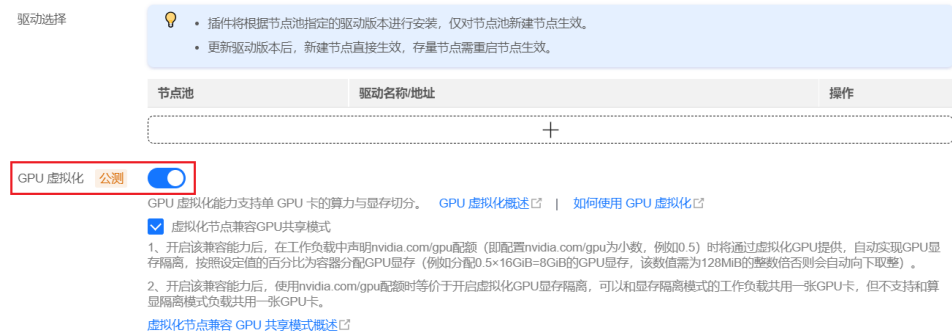 驱动选择
• 插件将根据节点池指定的驱动版本进行安装，仅对节点池新建节点生效。
• 更新驱动版本后，新建节点直接生效，存量节点需重启节点生效。
节点池 驱动名称/地址 操作
GPU 虚拟化 公测
GPU 虚拟化能力支持单 GPU 卡的算力与显存切分。 GPU 虚拟化概述 | 如何使用 GPU 虚拟化
虚拟化节点兼容GPU共享模式
1、开启该兼容能力后，在工作负载中声明nvidia.com/gpu配额（即配置nvidia.com/gpu为小数，例如0.5）时将通过虚拟化GPU提供，自动实现GPU显
存隔离，按照设定值的百分比为容器分配GPU显存（例如分配0.5×16GiB=8GiB的GPU显存，该数值需为128MiB的整数倍否则会自动向下取整）。
2、开启该兼容能力后，使用nvidia.com/gpu配额时等价于开启虚拟化GPU显存隔离，可以和显存隔离模式的工作负载共用一张GPU卡，但不支持和算
显隔离模式负载共用一张GPU卡。
虚拟化节点兼容 GPU 共享模式概述